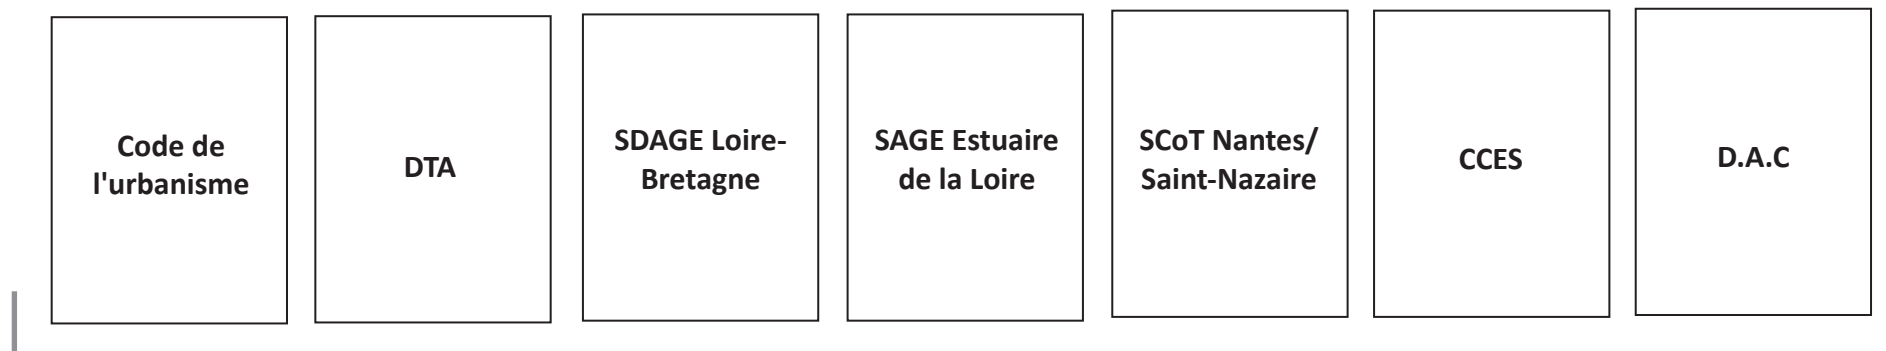 Code de
l'urbanisme
DTA
SDAGE Loire-
Bretagne
SAGE Estuaire
de la Loire
SCoT Nantes/
Saint-Nazaire
CCES
D.A.C